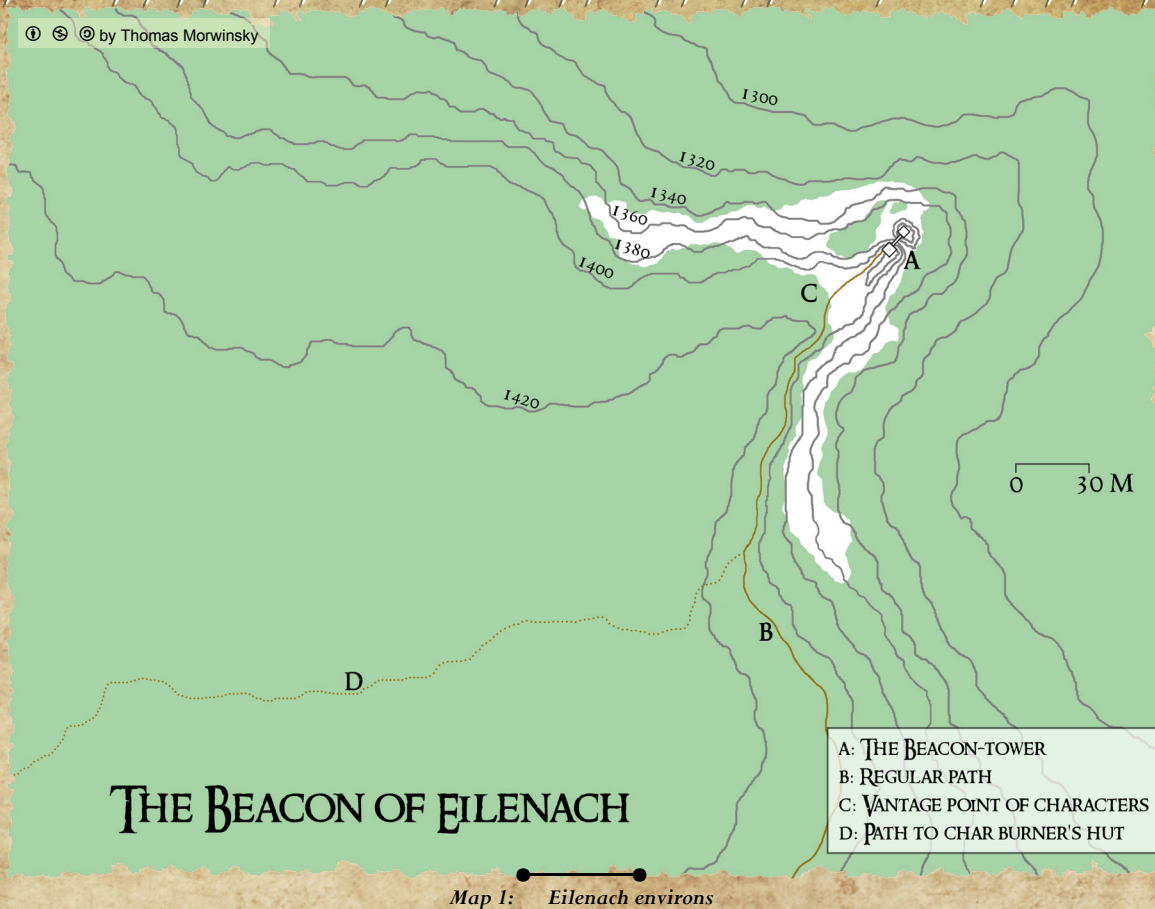 by Thomas Morwinsky
1300
1320
1340
1360
1380
1400
A
C
1420
0 30 M
B
D
A: The Beacon-tower
B: Regular path
C: Vantage point of characters
D: Path to char burner's hut
The Beacon of Eilenach
Map 1: Eilenach environs